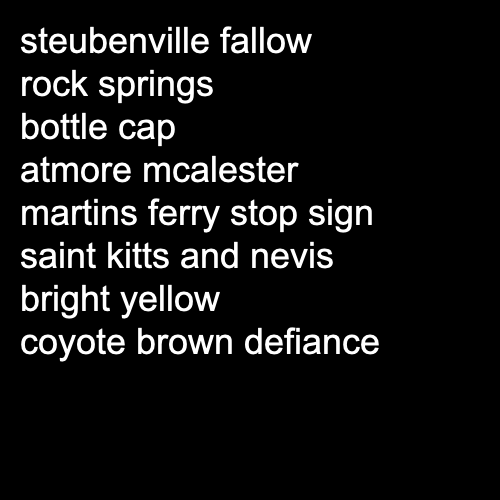 steubenville fallow
rock springs
bottle cap
atmore mcalester
martins ferry stop sign
saint kitts and nevis
bright yellow
coyote brown defiance